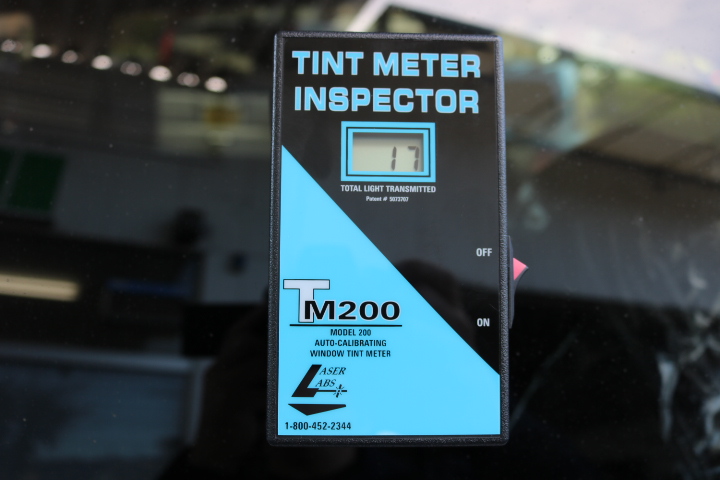 TINT METER
INSPECTOR
17
TOTAL LIGHT TRANSMITTED
Patent # 5073707
OFF
ON
TM200
MODEL 200
AUTO-CALIBRATING
WINDOW TINT METER
LASER
LABS
1-800-452-2344